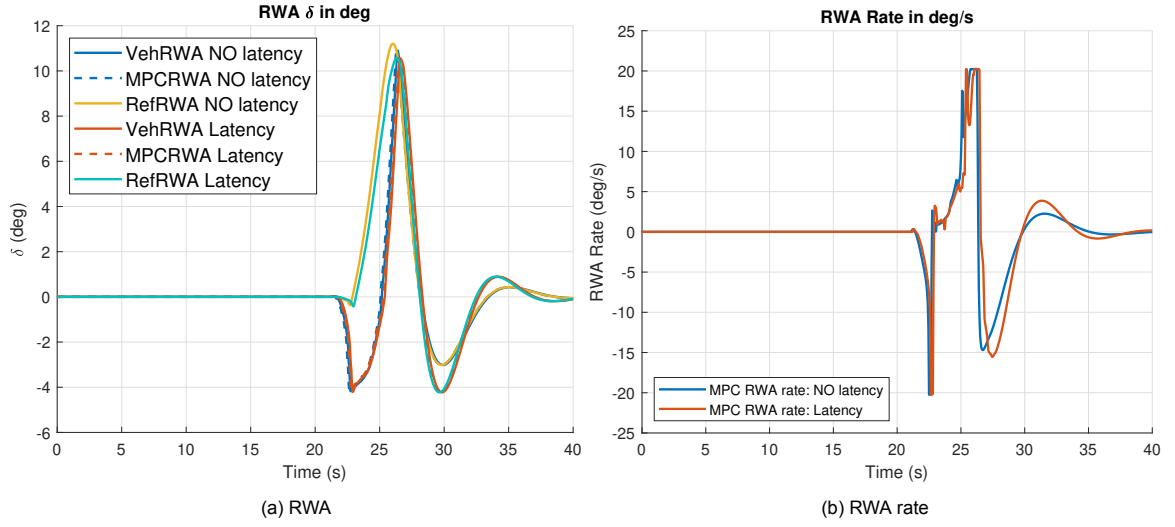 RWA δ in deg
12
10
8
6
4
2
0
-2
-4
-6
δ (deg)
VehRWA NO latency
MPCRWA NO latency
RefRWA NO latency
VehRWA Latency
MPCRWA Latency
RefRWA Latency
0 5 10 15 20 25 30 35 40
Time (s)
(a) RWA
RWA Rate in deg/s
25
20
15
10
5
0
-5
-10
-15
-20
-25
RWA Rate (deg/s)
MPC RWA rate: NO latency
MPC RWA rate: Latency
0 5 10 15 20 25 30 35 40
Time (s)
(b) RWA rate